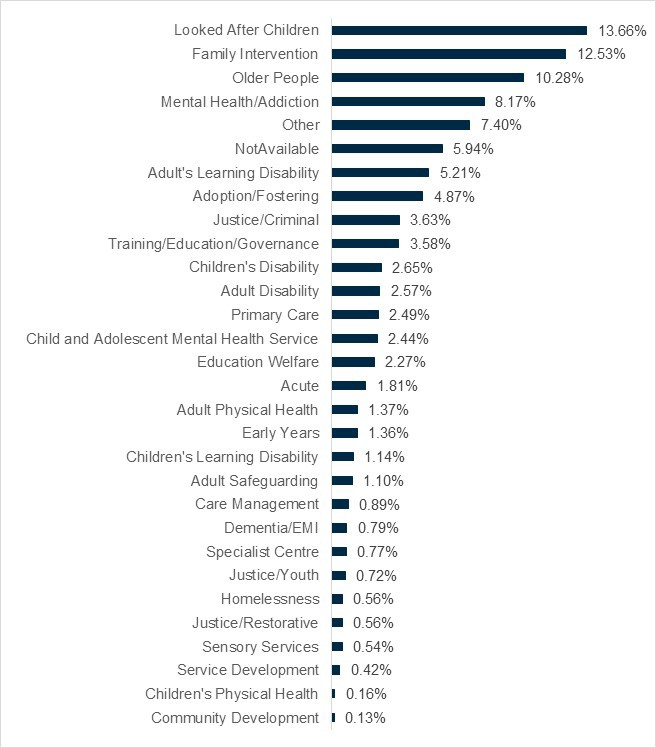 Looked After Children 13.66%
Family Intervention 12.53%
Older People 10.28%
Mental Health/Addiction 8.17%
Other 7.40%
NotAvailable 5.94%
Adult's Learning Disability 5.21%
Adoption/Fostering 4.87%
Justice/Criminal 3.63%
Training/Education/Governance 3.58%
Children's Disability 2.65%
Adult Disability 2.57%
Primary Care 2.49%
Child and Adolescent Mental Health Service 2.44%
Education Welfare 2.27%
Acute 1.81%
Adult Physical Health 1.37%
Early Years 1.36%
Children's Learning Disability 1.14%
Adult Safeguarding 1.10%
Care Management 0.89%
Dementia/EMI 0.79%
Specialist Centre 0.77%
Justice/Youth 0.72%
Homelessness 0.56%
Justice/Restorative 0.56%
Sensory Services 0.54%
Service Development 0.42%
Children's Physical Health 0.16%
Community Development 0.13%